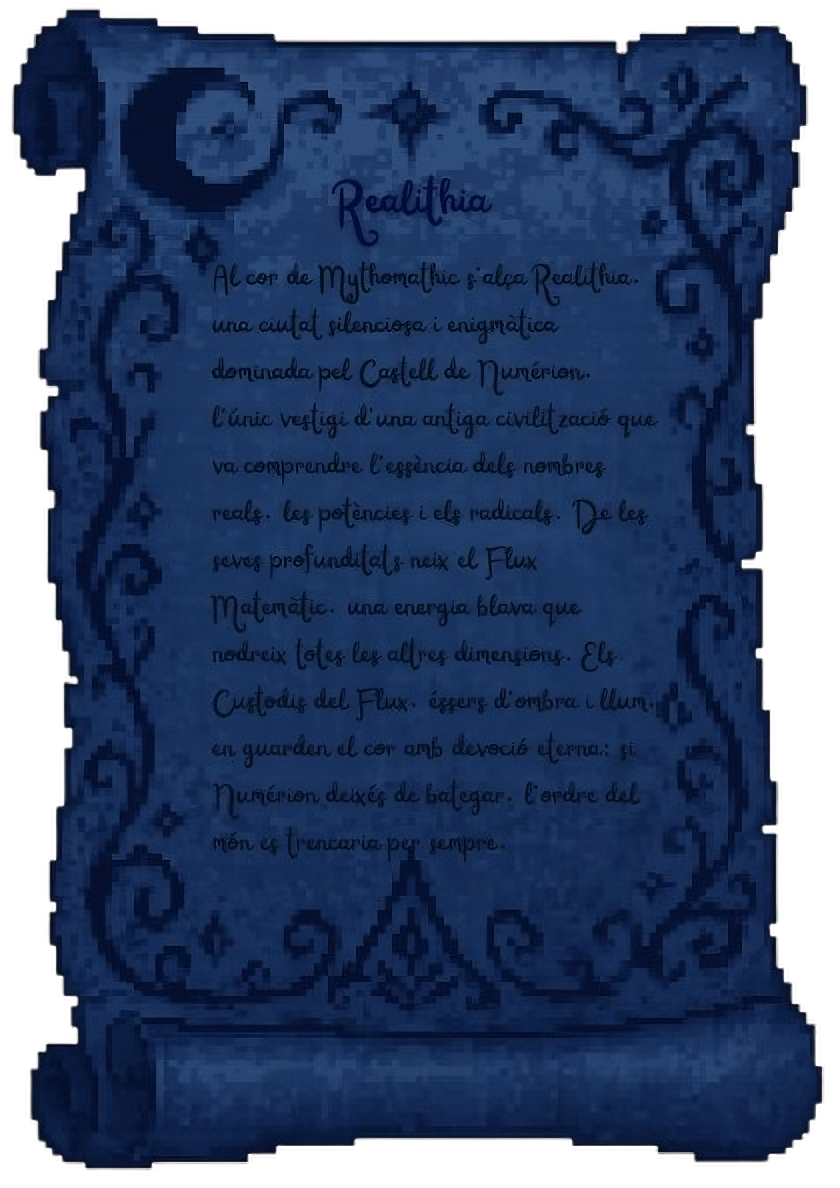 Realithia
Al cor de Mythomathic s'alça Realithia,
una ciutat silenciosa i enigmàtica
dominada pel Castell de Numérion,
l'únic vestigi d'una antiga civilització que
va comprendre l'essència dels nombres
reals, les potències i els radicals. De les
seves profunditats neix el Flux
Matemàtic, una energia blava que
nodreix totes les altres dimensions. Els
Custodis del Flux, éssers d'ombra i llum,
en guarden el cor amb devoció eterna: si
Numérion deixés de bategar, l'ordre del
món es trencaria per sempre.